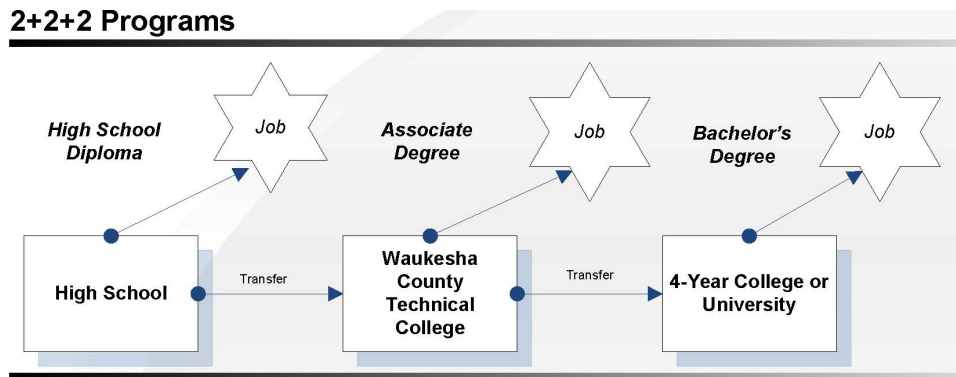 2+2+2 Programs
High School
Diploma
Job
Associate
Degree
Job
Bachelor's
Degree
Job
High School
Transfer
Waukesha
County
Technical
College
Transfer
4-Year College or
University